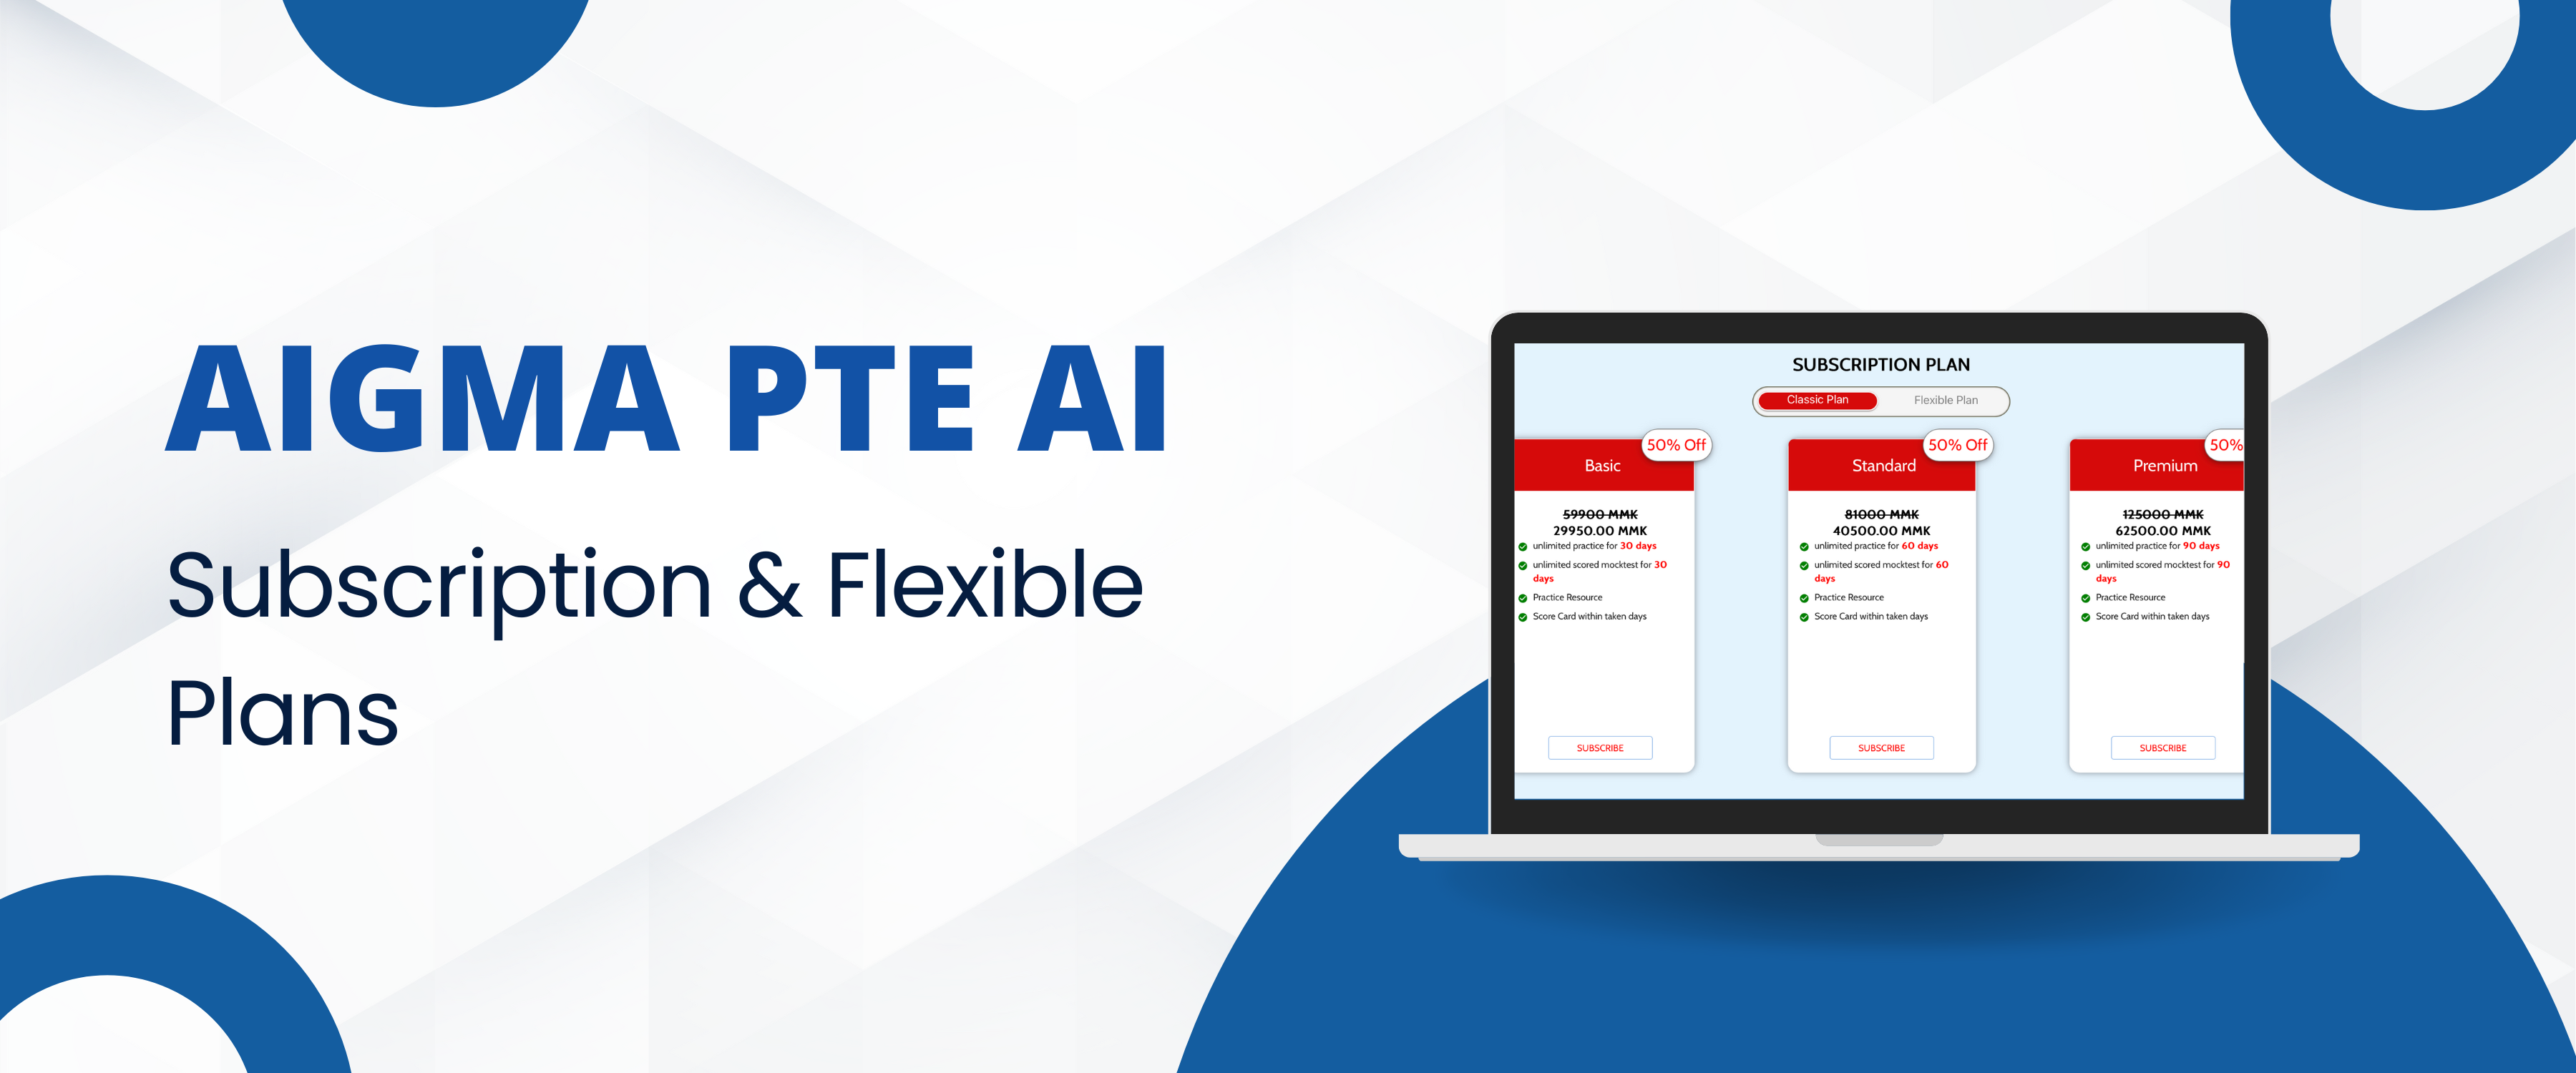 AIGMA PTE AI
Subscription & Flexible
Plans
SUBSCRIPTION PLAN
Classic Plan
Flexible Plan
50% Off
Basic
59900 MMK
29950.00 MMK
unlimited practice for 30 days
unlimited scored mocktest for 30
days
Practice Resource
Score Card within taken days
SUBSCRIBE
50% Off
Standard
81000 MMK
40500.00 MMK
unlimited practice for 60 days
unlimited scored mocktest for 60
days
Practice Resource
Score Card within taken days
SUBSCRIBE
50%
Premium
125000 MMK
62500.00 MMK
unlimited practice for 90 days
unlimited scored mocktest for 90
days
Practice Resource
Score Card within taken days
SUBSCRIBE